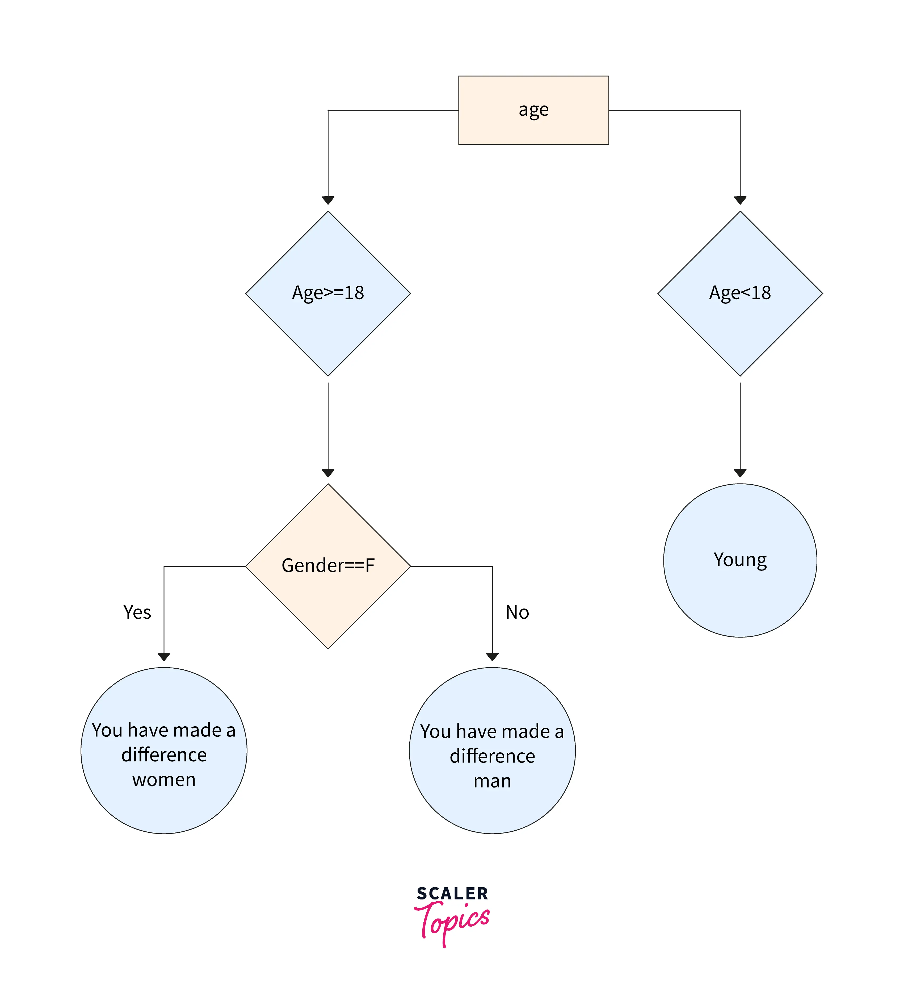 age
Age>=18
Age<18
Gender==F
Young
Yes
No
You have made a
difference
women
You have made a
difference
man
SCALER
Topics